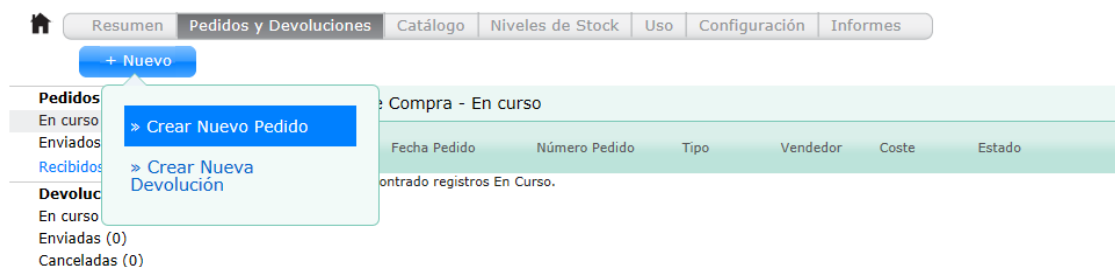 Resumen Pedidos y Devoluciones Catálogo Niveles de Stock Uso Configuración Informes
+ Nuevo
Pedidos
e Compra - En curso
En curso
» Crear Nuevo Pedido
Enviados
Fecha Pedido Número Pedido Tipo Vendedor Coste Estado
Recibidos
» Crear Nueva
Devolución
ontrado registros En Curso.
Devoluc
En curso
Enviadas (0)
Canceladas (0)